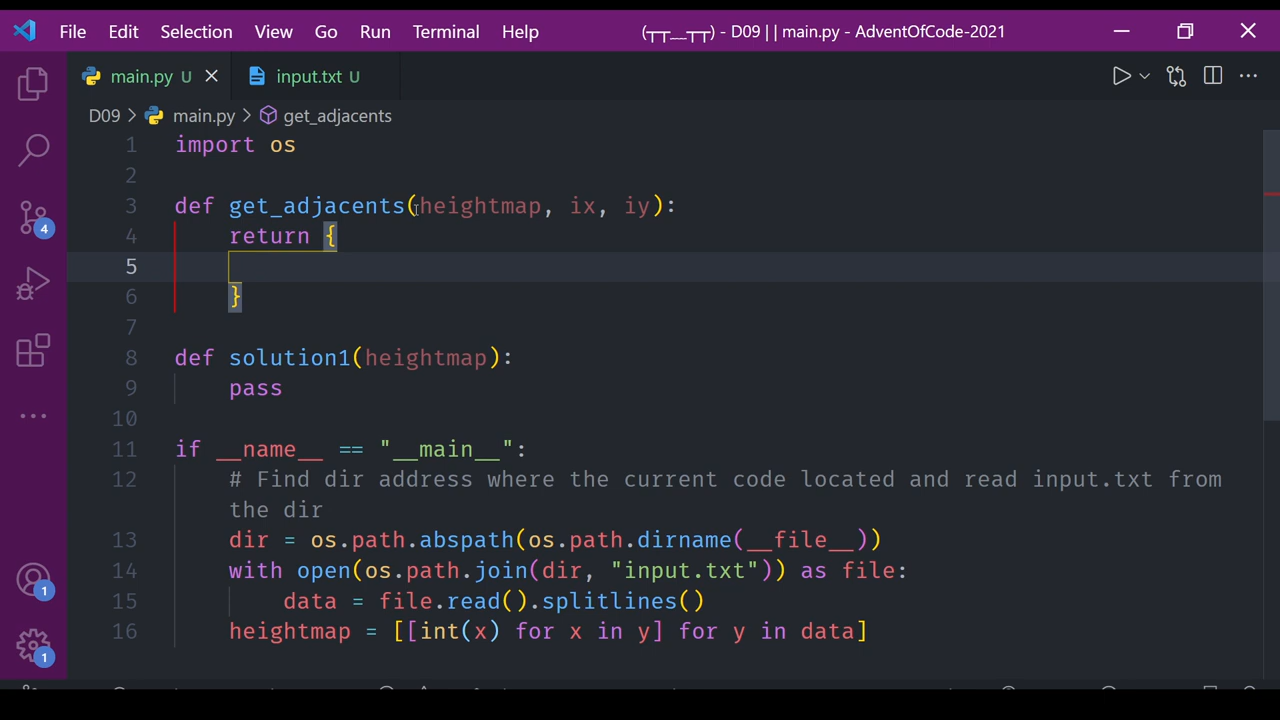 File Edit Selection View Go Run Terminal Help (┬┬__┬┬) - D09 | | main.py - AdventOfCode-2021
main.py U input.txt U
D09 > main.py > get_adjacents
1 import os
2
3 def get_adjacents(heightmap, ix, iy):
4 return {
5
6 }
7
8 def solution1(heightmap):
9 pass
10
11 if __name__ == "__main__":
12 # Find dir address where the current code located and read input.txt from
the dir
13 dir = os.path.abspath(os.path.dirname(__file__))
14 with open(os.path.join(dir, "input.txt")) as file:
15 data = file.read().splitlines()
16 heightmap = [[int(x) for x in y] for y in data]
4
1
1